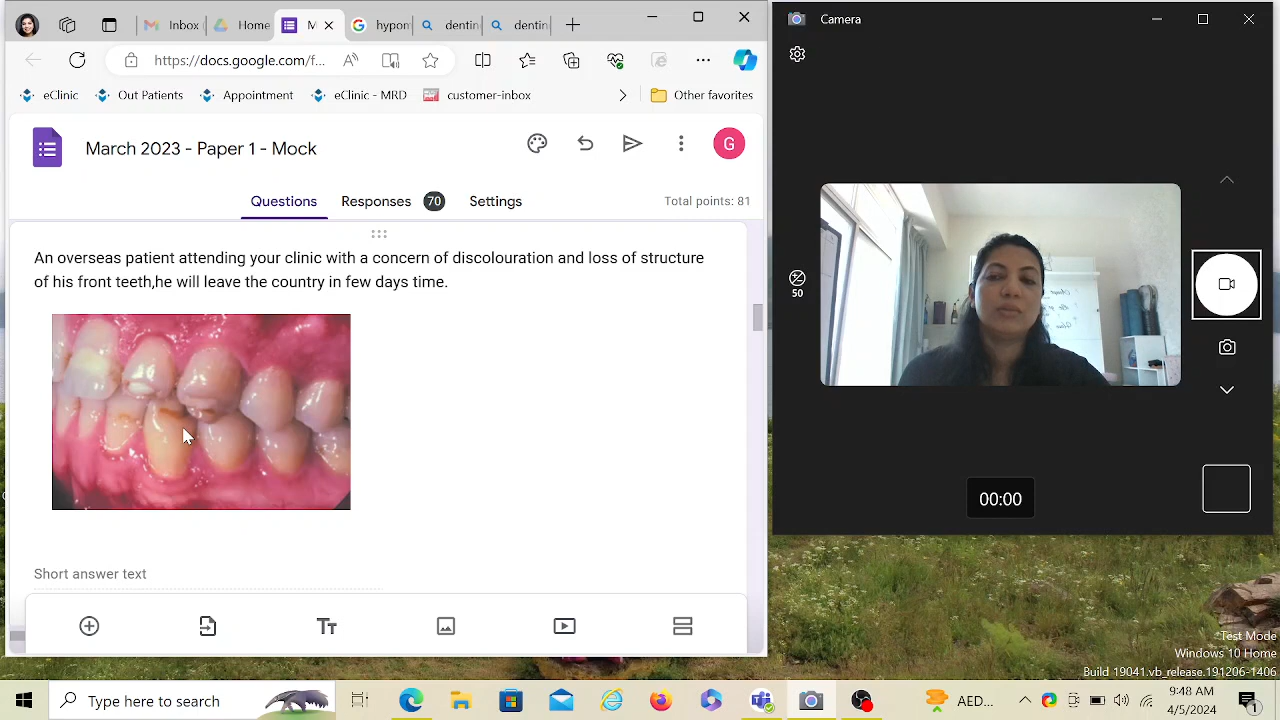 Inbox
Home
M
hypon
dentin
dentin
https://docs.google.com/f...
eClinic
Out Patients
Appointment
eClinic - MRD
customer-inbox
Other favorites
March 2023 - Paper 1 - Mock
G
Questions
Responses
70
Settings
Total points: 81
An overseas patient attending your clinic with a concern of discolouration and loss of structure
of his front teeth,he will leave the country in few days time.
Short answer text
Tт
Camera
50
00:00
Test Mode
Windows 10 Home
Build 19041.vb_release.191206-1406
Type here to search
AED...
9:48 AM
4/5/2024
1